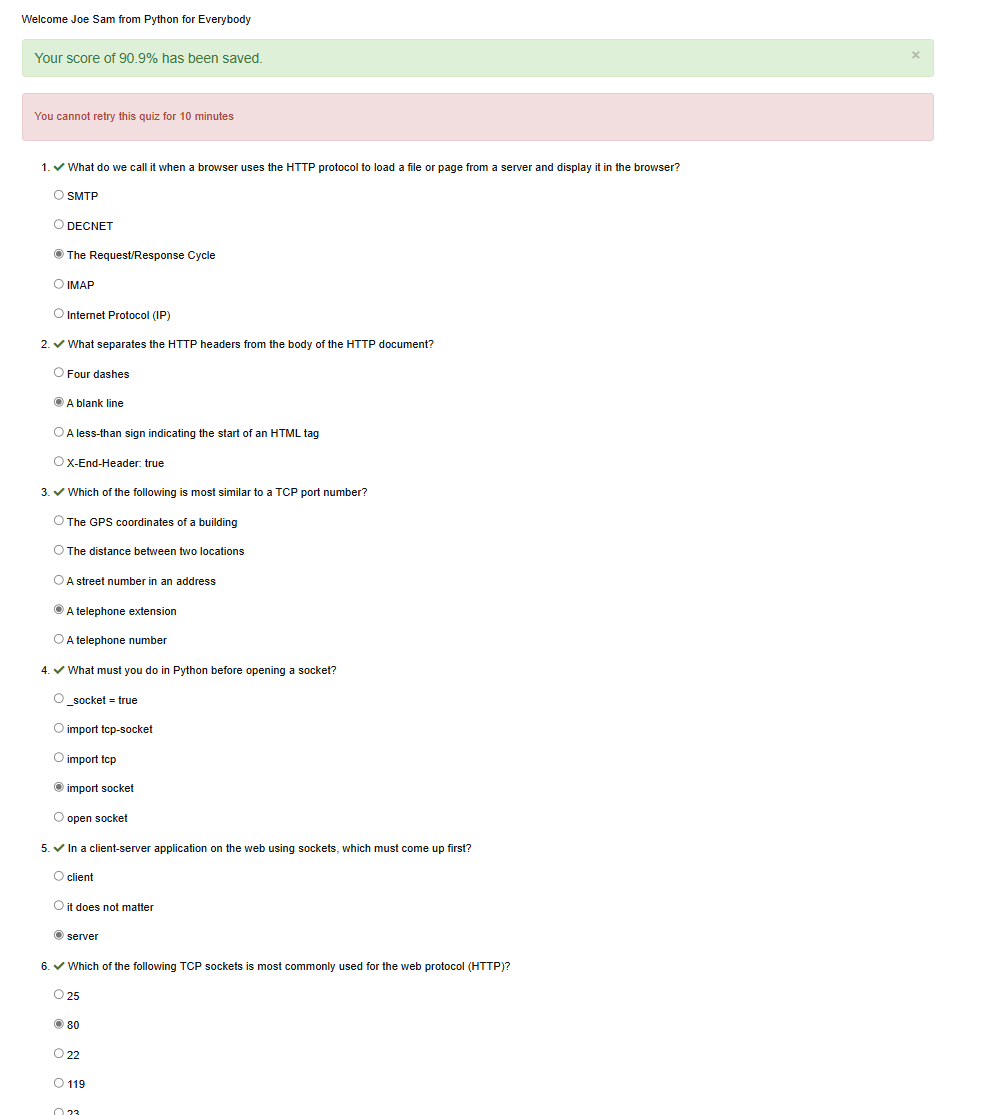 Welcome Joe Sam from Python for Everybody
Your score of 90.9% has been saved.
×
You cannot retry this quiz for 10 minutes
1. ✔ What do we call it when a browser uses the HTTP protocol to load a file or page from a server and display it in the browser?
SMTP
DECNET
The Request/Response Cycle
IMAP
Internet Protocol (IP)
2. ✔ What separates the HTTP headers from the body of the HTTP document?
Four dashes
A blank line
A less-than sign indicating the start of an HTML tag
X-End-Header: true
3. ✔ Which of the following is most similar to a TCP port number?
The GPS coordinates of a building
The distance between two locations
A street number in an address
A telephone extension
A telephone number
4. ✔ What must you do in Python before opening a socket?
_socket = true
import tcp-socket
import tcp
import socket
open socket
5. ✔ In a client-server application on the web using sockets, which must come up first?
client
it does not matter
server
6. ✔ Which of the following TCP sockets is most commonly used for the web protocol (HTTP)?
25
80
22
119
23